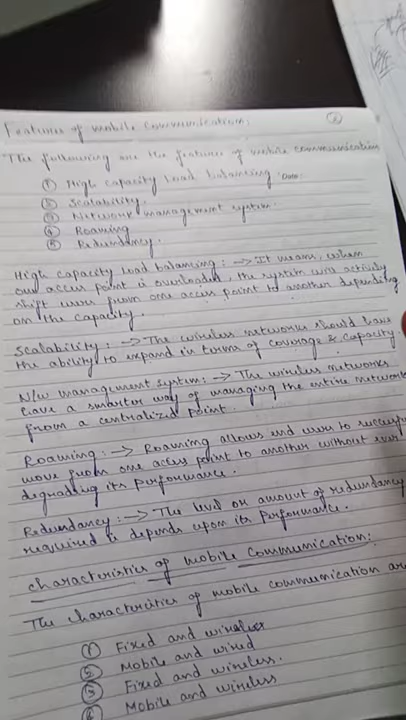 Features of mobile communication:
②
The following are the features of mobile communication
① High capacity load balancing. Date:
② Scalability.
③ Network management system.
④ Roaming
⑤ Redundancy.
High capacity load balancing: → It means, when
one access point is overloaded, the system will actively
shift user from one access point to another depending
on the capacity.
Scalability: → The wireless networks should have
the ability to expand in terms of coverage & capacity
N/w management system: → The wireless networks
have a smarter way of managing the entire network
from a centralized point.
Roaming: → Roaming allows end user to
move from one access point to another without
degrading its performance.
Redundancy: → The level or amount of redundancy
required is depends upon its performance.
characteristics of mobile communication:
The characteristics of mobile communication are
① Fixed and wired
② Mobile and wired
③ Fixed and wireless.
④ Mobile and wireless